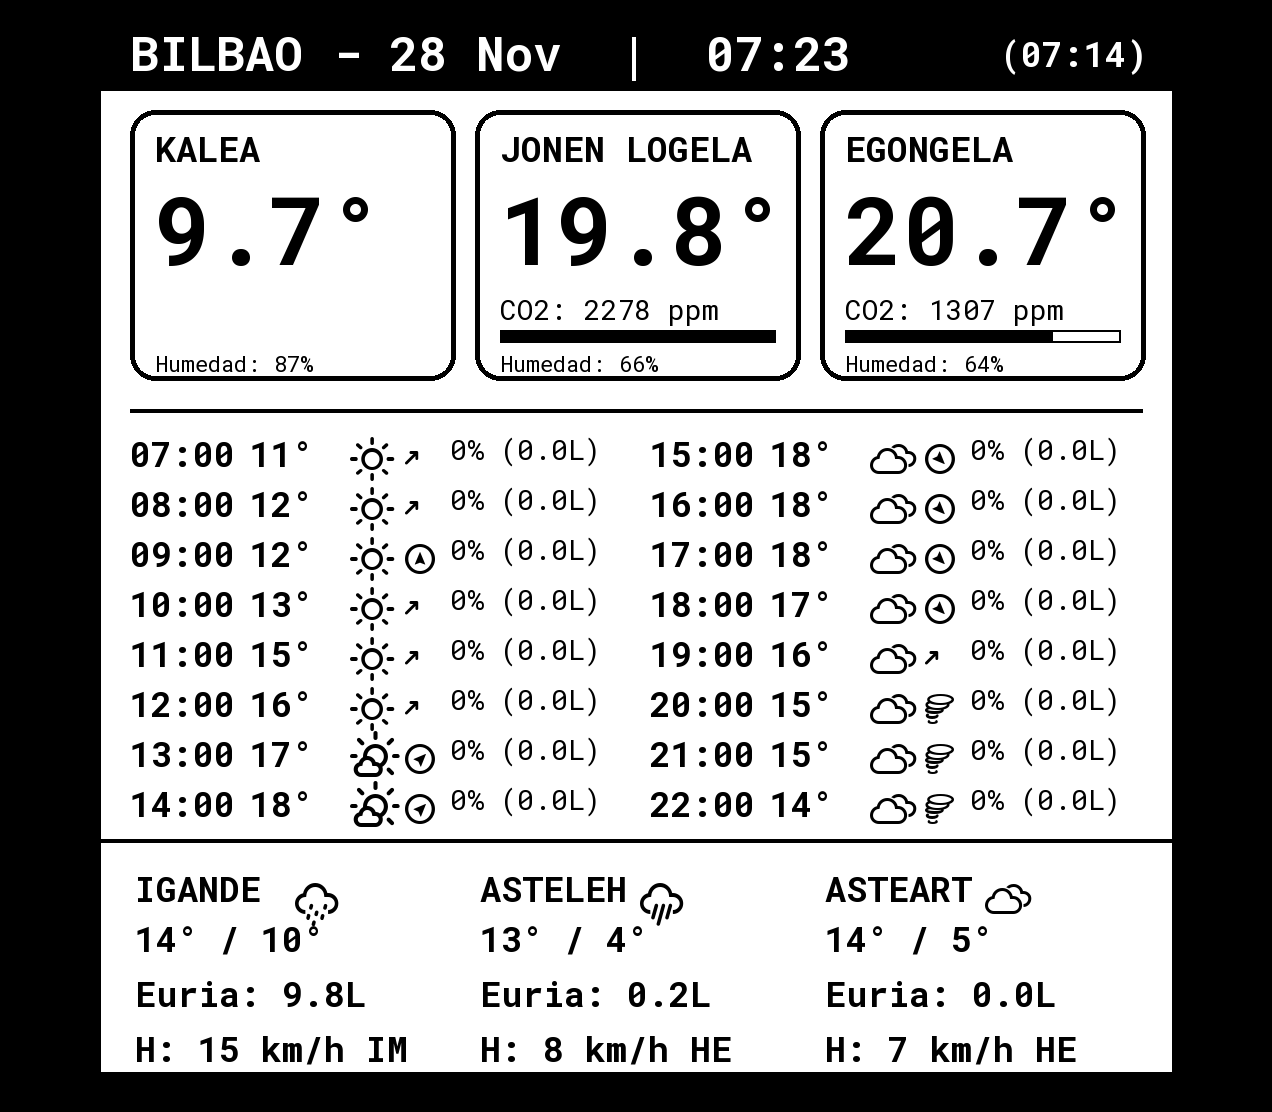 BILBAO - 28 Nov | 07:23 (07:14)
KALEA
9.7°
Humedad: 87%
JONEN LOGELA
19.8°
CO2: 2278 ppm
Humedad: 66%
EGONGELA
20.7°
CO2: 1307 ppm
Humedad: 64%
07:00 11° 0% (0.0L)
08:00 12° 0% (0.0L)
09:00 12° 0% (0.0L)
10:00 13° 0% (0.0L)
11:00 15° 0% (0.0L)
12:00 16° 0% (0.0L)
13:00 17° 0% (0.0L)
14:00 18° 0% (0.0L)
15:00 18° 0% (0.0L)
16:00 18° 0% (0.0L)
17:00 18° 0% (0.0L)
18:00 17° 0% (0.0L)
19:00 16° 0% (0.0L)
20:00 15° 0% (0.0L)
21:00 15° 0% (0.0L)
22:00 14° 0% (0.0L)
IGANDE
14° / 10°
Euria: 9.8L
H: 15 km/h IM
ASTELEH
13° / 4°
Euria: 0.2L
H: 8 km/h HE
ASTEART
14° / 5°
Euria: 0.0L
H: 7 km/h HE